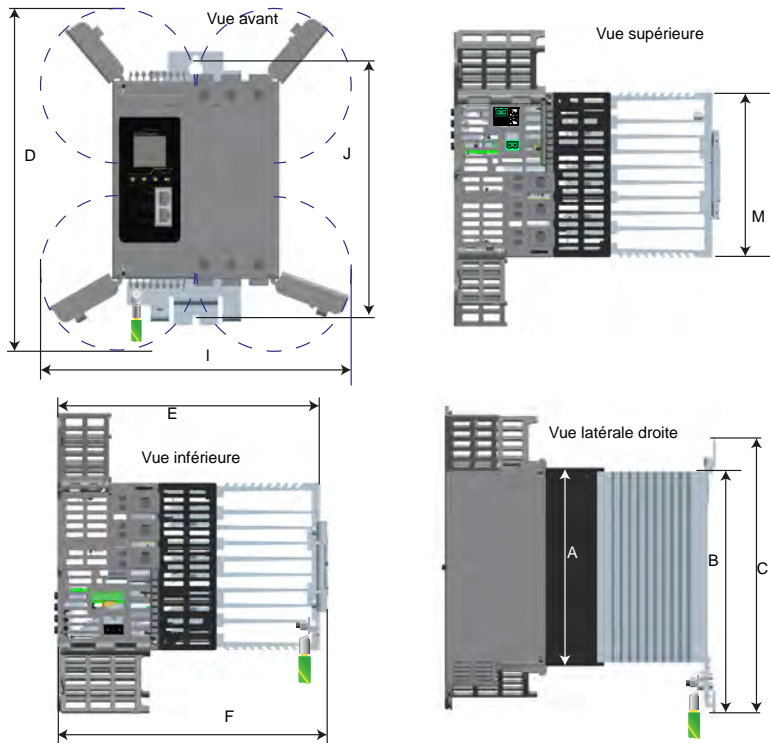 Vue avant
D
J
I
Vue supérieure
M
E
Vue inférieure
F
Vue latérale droite
A
B
C